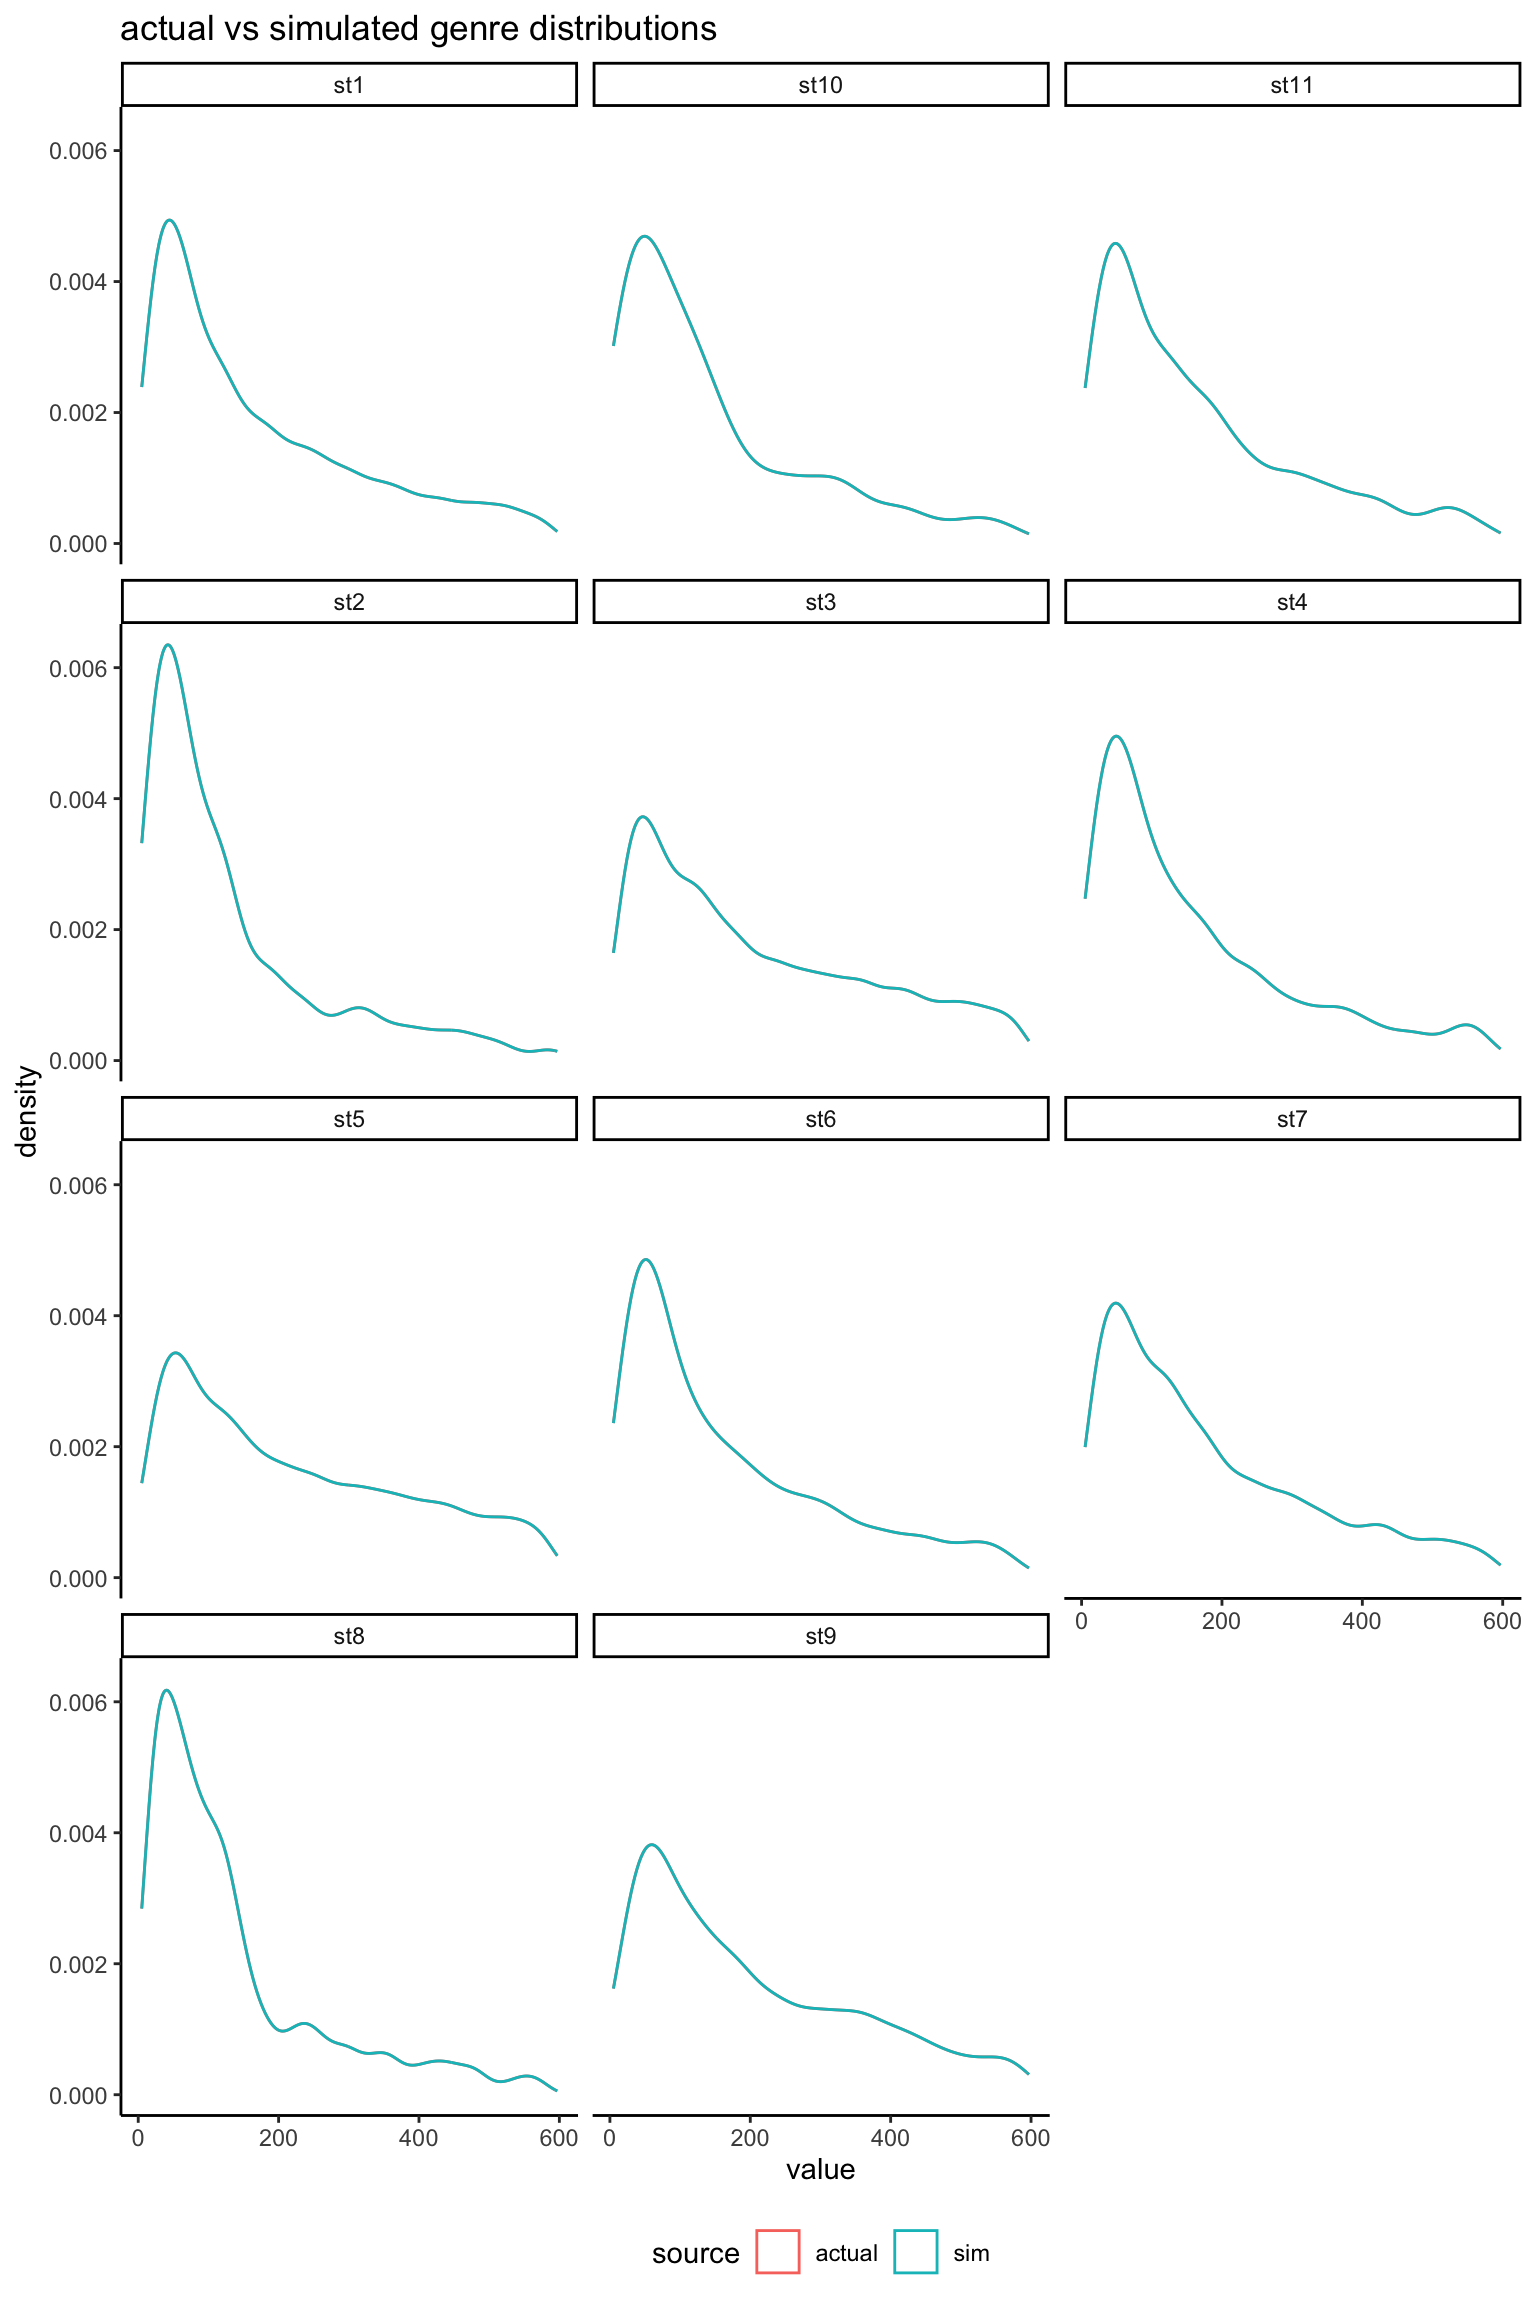 actual vs simulated genre distributions
st1 st10 st11
0.006
0.004
0.002
0.000
st2 st3 st4
0.006
0.004
0.002
0.000
density
st5 st6 st7
0.006
0.004
0.002
0.000
0 200 400 600
st8 st9
0.006
0.004
0.002
0.000
0 200 400 600 0 200 400 600
value
source actual sim